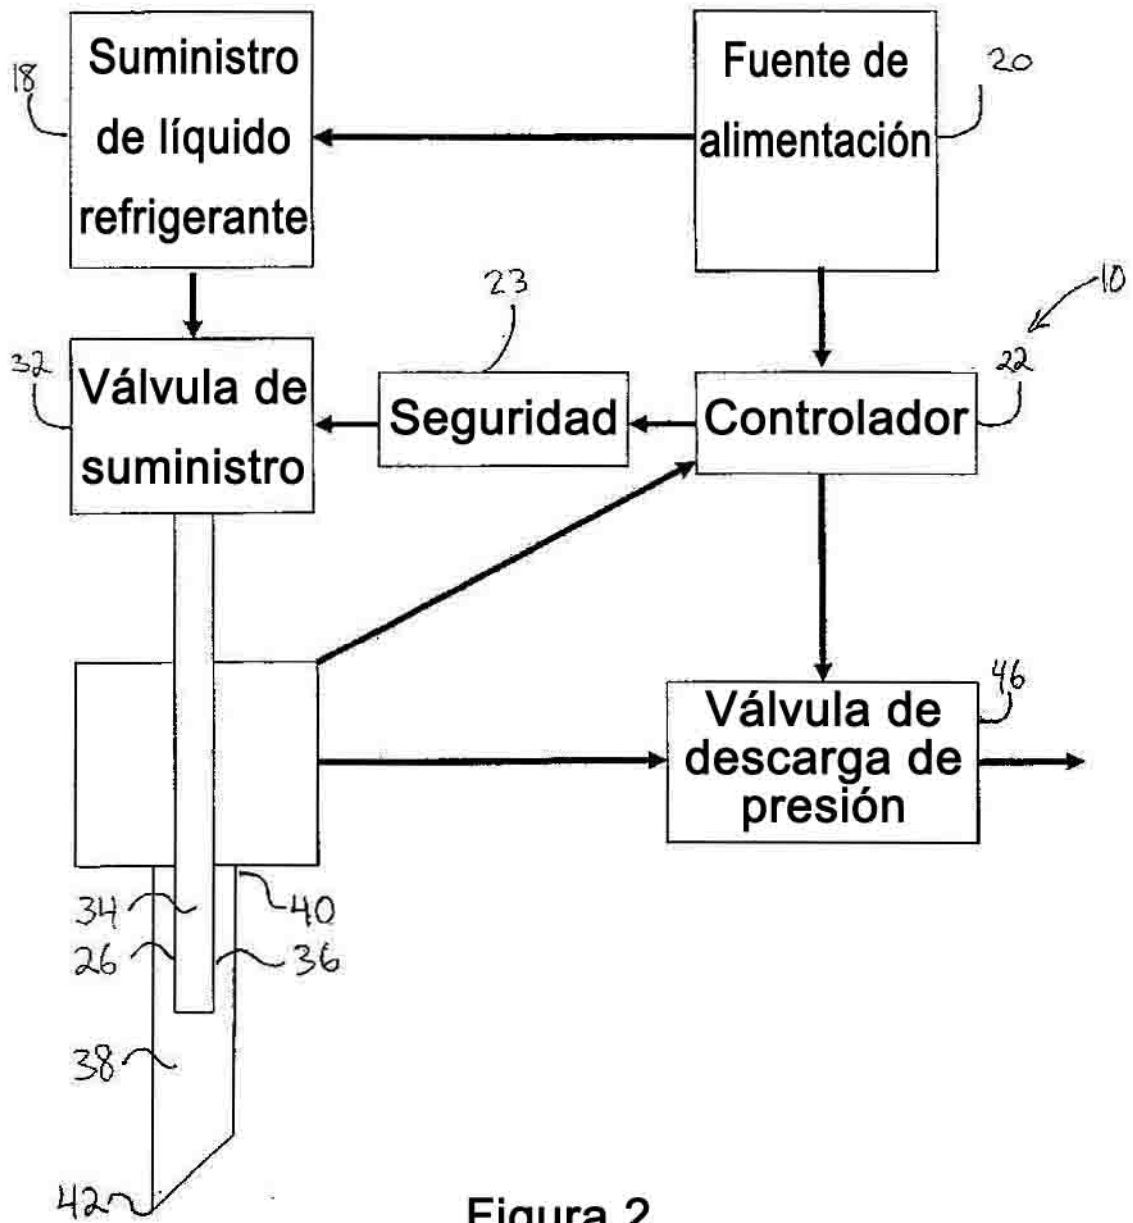 Suministro
de líquido
refrigerante
18
Fuente de
alimentación
20
10
23
32
Válvula de
suministro
Seguridad
Controlador
22
46
Válvula de
descarga de
presión
34
40
26
36
38
42
Figura 2